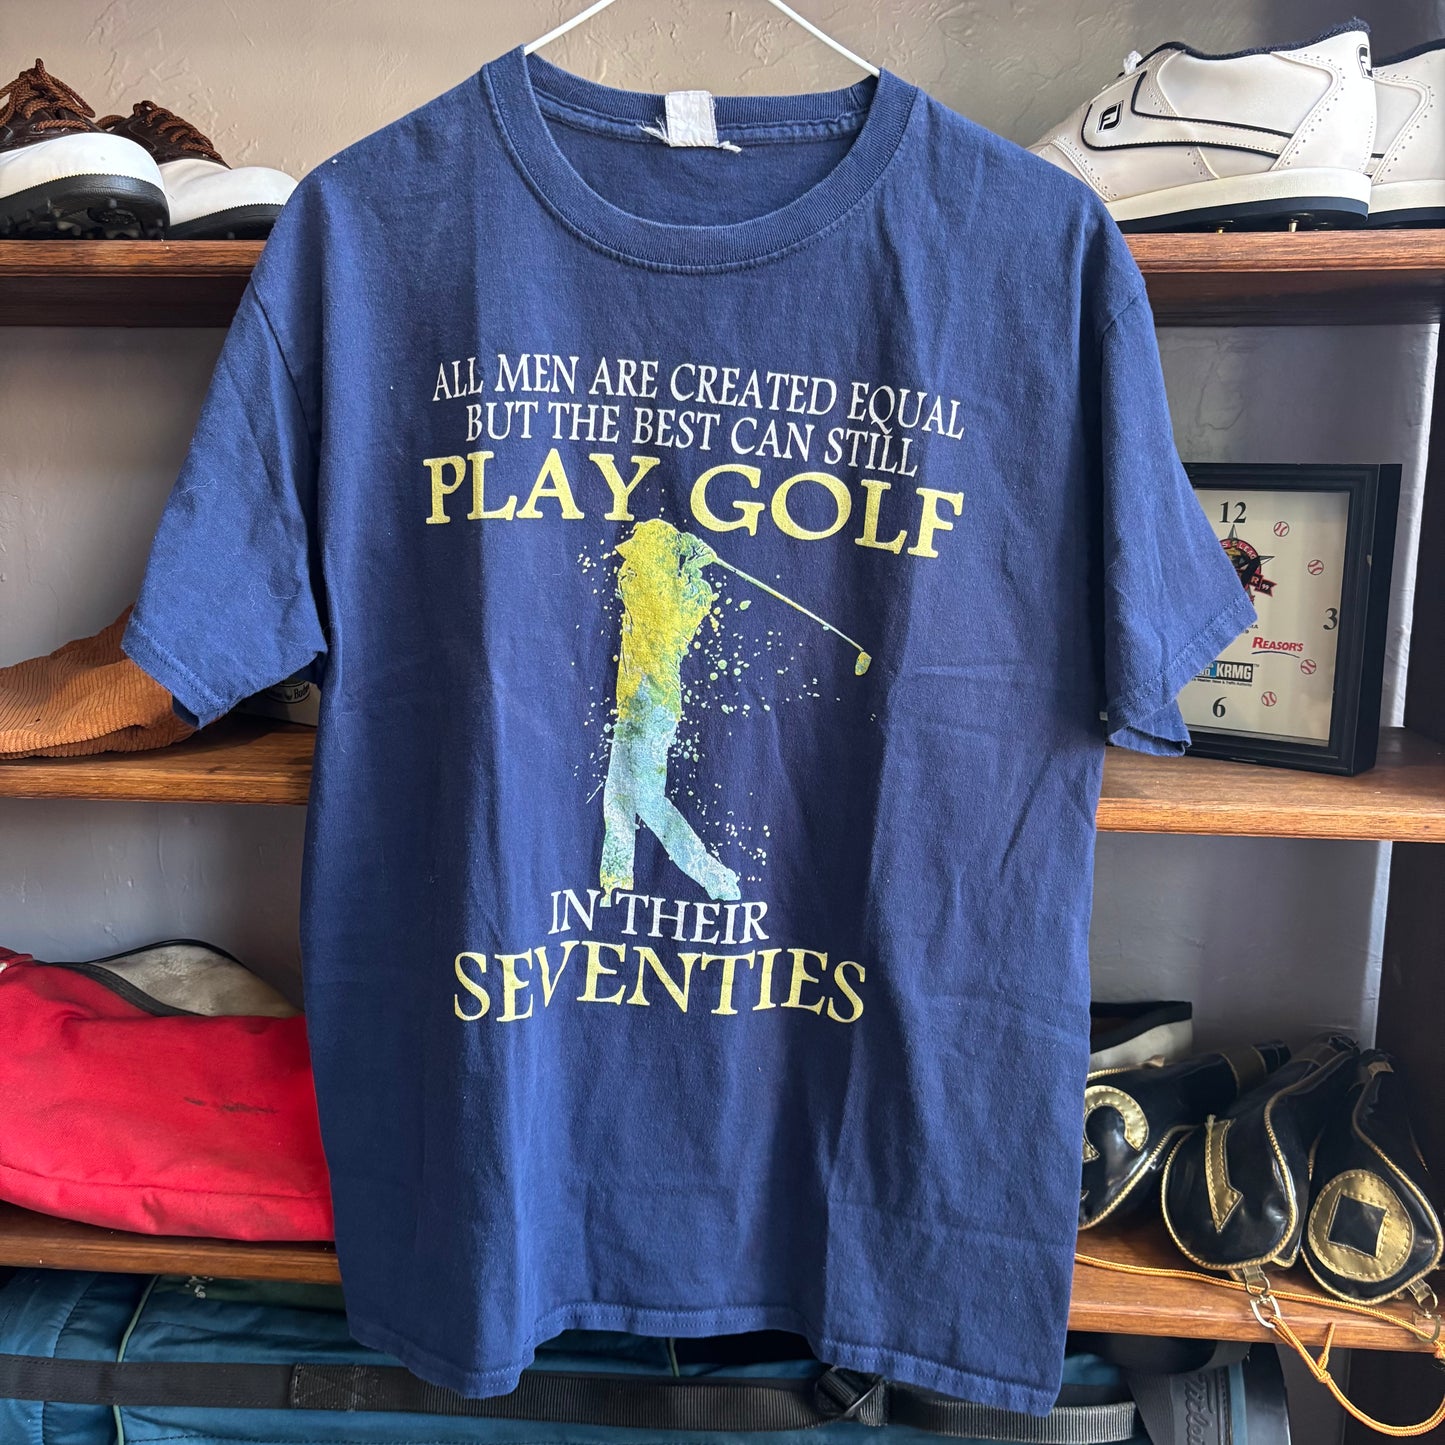 ALL MEN ARE CREATED EQUAL
BUT THE BEST CAN STILL
PLAY GOLF
IN THEIR
SEVENTIES
FJ
12
3
REASOR'S
KRMG
6